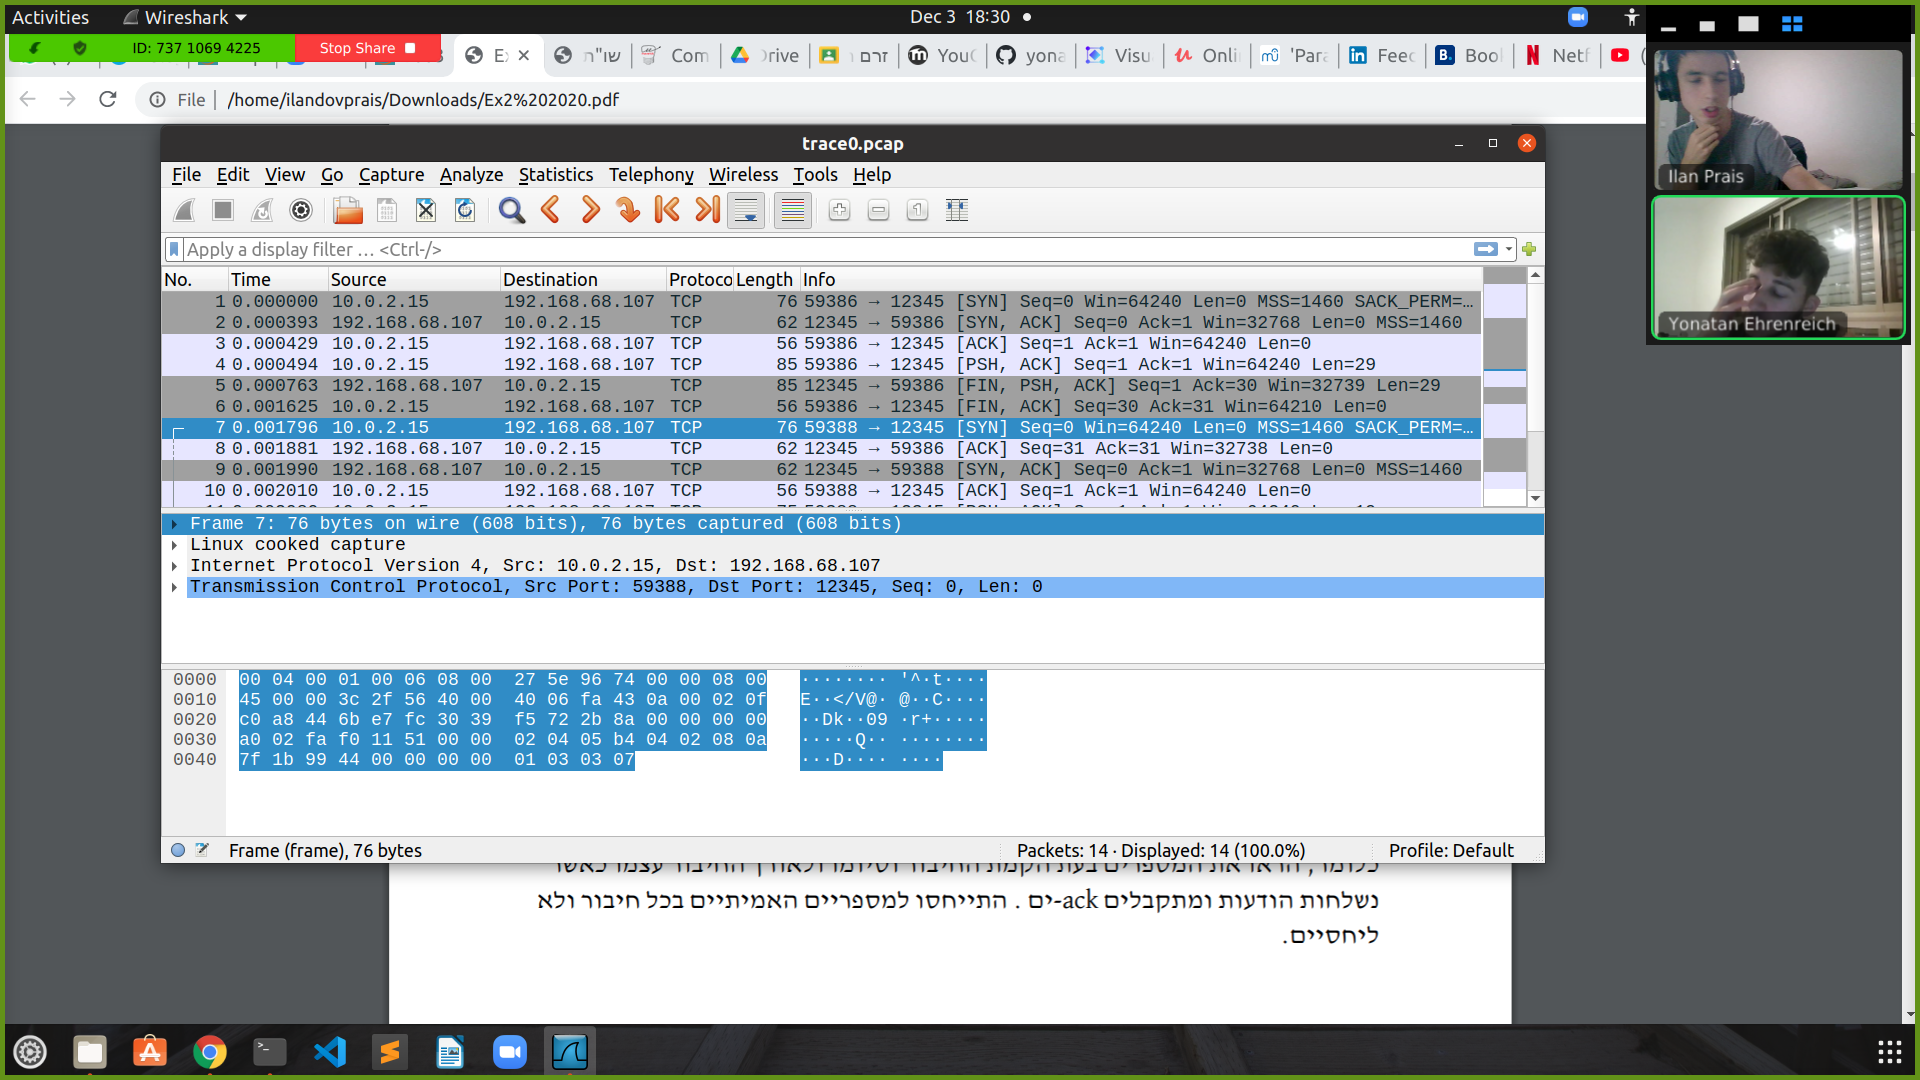 Activities
Wireshark
Dec 3 18:30
ID: 737 1069 4225
Stop Share
שו"ת
Com
Drive
זרם
YouC
yona
Visu
Onli
'Para
Feec
Bool
Netf
File
/home/ilandovprais/Downloads/Ex2%202020.pdf
Ilan Prais
Yonatan Ehrenreich
trace0.pcap
File Edit View Go Capture Analyze Statistics Telephony Wireless Tools Help
Apply a display filter … <Ctrl-/>
No. Time Source Destination Protoco Length Info
1 0.000000 10.0.2.15 192.168.68.107 TCP 76 59386 → 12345 [SYN] Seq=0 Win=64240 Len=0 MSS=1460 SACK_PERM=…
2 0.000393 192.168.68.107 10.0.2.15 TCP 62 12345 → 59386 [SYN, ACK] Seq=0 Ack=1 Win=32768 Len=0 MSS=1460
3 0.000429 10.0.2.15 192.168.68.107 TCP 56 59386 → 12345 [ACK] Seq=1 Ack=1 Win=64240 Len=0
4 0.000494 10.0.2.15 192.168.68.107 TCP 85 59386 → 12345 [PSH, ACK] Seq=1 Ack=1 Win=64240 Len=29
5 0.000763 192.168.68.107 10.0.2.15 TCP 85 12345 → 59386 [FIN, PSH, ACK] Seq=1 Ack=30 Win=32739 Len=29
6 0.001625 10.0.2.15 192.168.68.107 TCP 56 59386 → 12345 [FIN, ACK] Seq=30 Ack=31 Win=64210 Len=0
7 0.001796 10.0.2.15 192.168.68.107 TCP 76 59388 → 12345 [SYN] Seq=0 Win=64240 Len=0 MSS=1460 SACK_PERM=…
8 0.001881 192.168.68.107 10.0.2.15 TCP 62 12345 → 59386 [ACK] Seq=31 Ack=31 Win=32738 Len=0
9 0.001990 192.168.68.107 10.0.2.15 TCP 62 12345 → 59388 [SYN, ACK] Seq=0 Ack=1 Win=32768 Len=0 MSS=1460
10 0.002010 10.0.2.15 192.168.68.107 TCP 56 59388 → 12345 [ACK] Seq=1 Ack=1 Win=64240 Len=0
Frame 7: 76 bytes on wire (608 bits), 76 bytes captured (608 bits)
Linux cooked capture
Internet Protocol Version 4, Src: 10.0.2.15, Dst: 192.168.68.107
Transmission Control Protocol, Src Port: 59388, Dst Port: 12345, Seq: 0, Len: 0
0000 00 04 00 01 00 06 08 00 27 5e 96 74 00 00 08 00 ········ '^·t····
0010 45 00 00 3c 2f 56 40 00 40 06 fa 43 0a 00 02 0f E··</V@· @··C····
0020 c0 a8 44 6b e7 fc 30 39 f5 72 2b 8a 00 00 00 00 ··Dk··09 ·r+·····
0030 a0 02 fa f0 11 51 00 00 02 04 05 b4 04 02 08 0a ·····Q·· ········
0040 7f 1b 99 44 00 00 00 00 01 03 03 07 ···D···· ····
Frame (frame), 76 bytes
Packets: 14 · Displayed: 14 (100.0%)
Profile: Default
כלומר, הראו את המספרים בעת הקמת החיבור וסיומו ולאורך החיבור עצמו כאשר
נשלחות הודעות ומתקבלים ack-ים . התייחסו למספריים האמיתיים בכל חיבור ולא
ליחסיים.